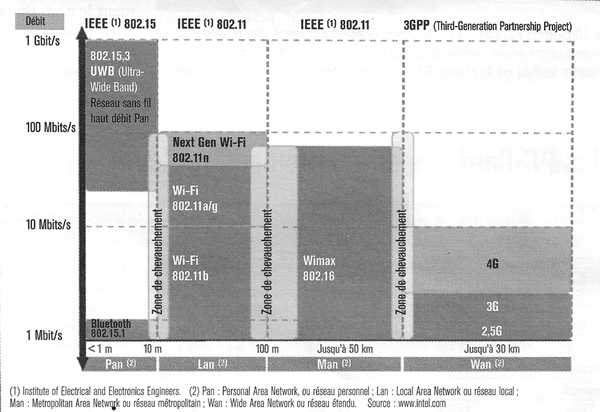 Débit
IEEE (1) 802.15
IEEE (1) 802.11
IEEE (1) 802.11
3GPP (Third-Generation Partnership Project)
1 Gbit/s
100 Mbits/s
10 Mbits/s
1 Mbit/s
802.15,3
UWB (Ultra-
Wide Band)
Réseau sans fil
haut débit Pan
Bluetooth
802.15.1
Zone de chevauchement
Next Gen Wi-Fi
802.11n
Wi-Fi
802.11a/g
Wi-Fi
802.11b
Zone de chevauchement
Wimax
802.16
Zone de chevauchement
4G
3G
2,5G
< 1 m
10 m
100 m
Jusqu'à 50 km
Jusqu'à 30 km
Pan (2)
Lan (2)
Man (2)
Wan (2)
(1) Institute of Electrical and Electronics Engineers. (2) Pan : Personal Area Network, ou réseau personnel ; Lan : Local Area Network ou réseau local ;
Man : Metropolitan Area Network ou réseau métropolitain ; Wan : Wide Area Network ou réseau étendu. Source : www.intel.com